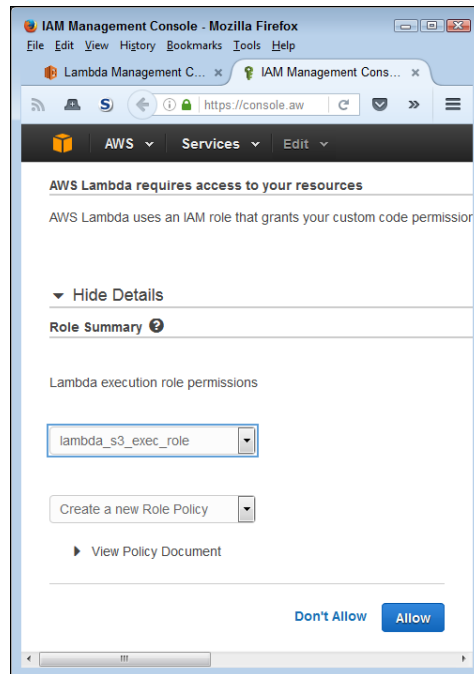 IAM Management Console - Mozilla Firefox
File Edit View History Bookmarks Tools Help
Lambda Management C... × IAM Management Cons... ×
S https://console.aw C »
AWS Services Edit
AWS Lambda requires access to your resources
AWS Lambda uses an IAM role that grants your custom code permission
Hide Details
Role Summary ?
Lambda execution role permissions
lambda_s3_exec_role
Create a new Role Policy
View Policy Document
Don't Allow Allow